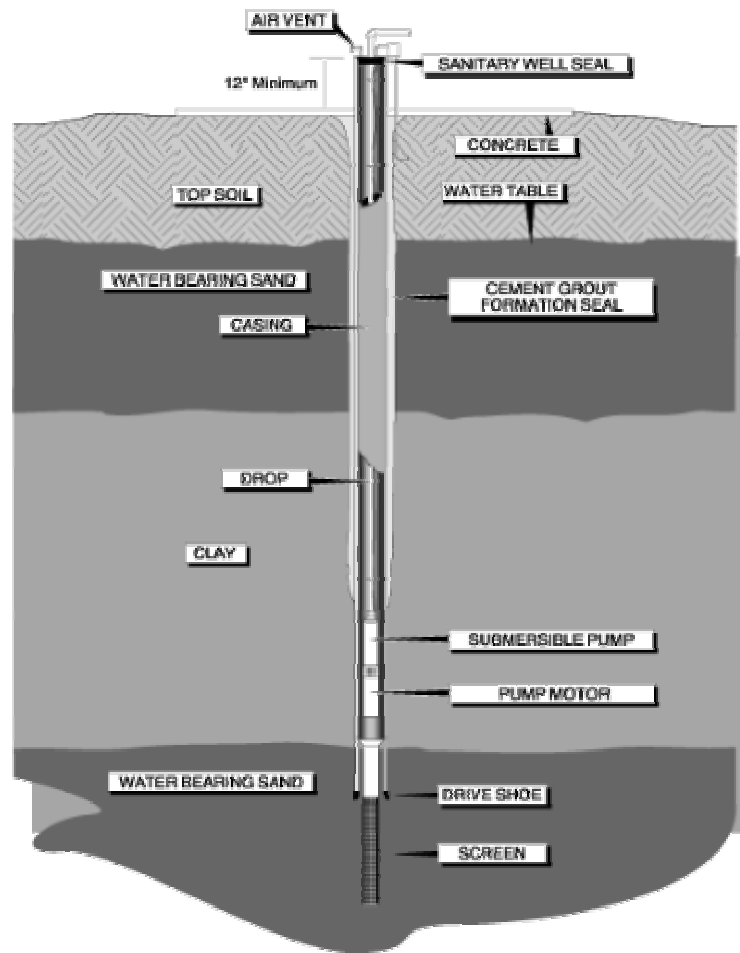 AIR VENT
SANITARY WELL SEAL
12" Minimum
CONCRETE
TOP SOIL
WATER TABLE
WATER BEARING SAND
CEMENT GROUT
FORMATION SEAL
CASING
DROP
CLAY
SUBMERSIBLE PUMP
PUMP MOTOR
WATER BEARING SAND
DRIVE SHOE
SCREEN